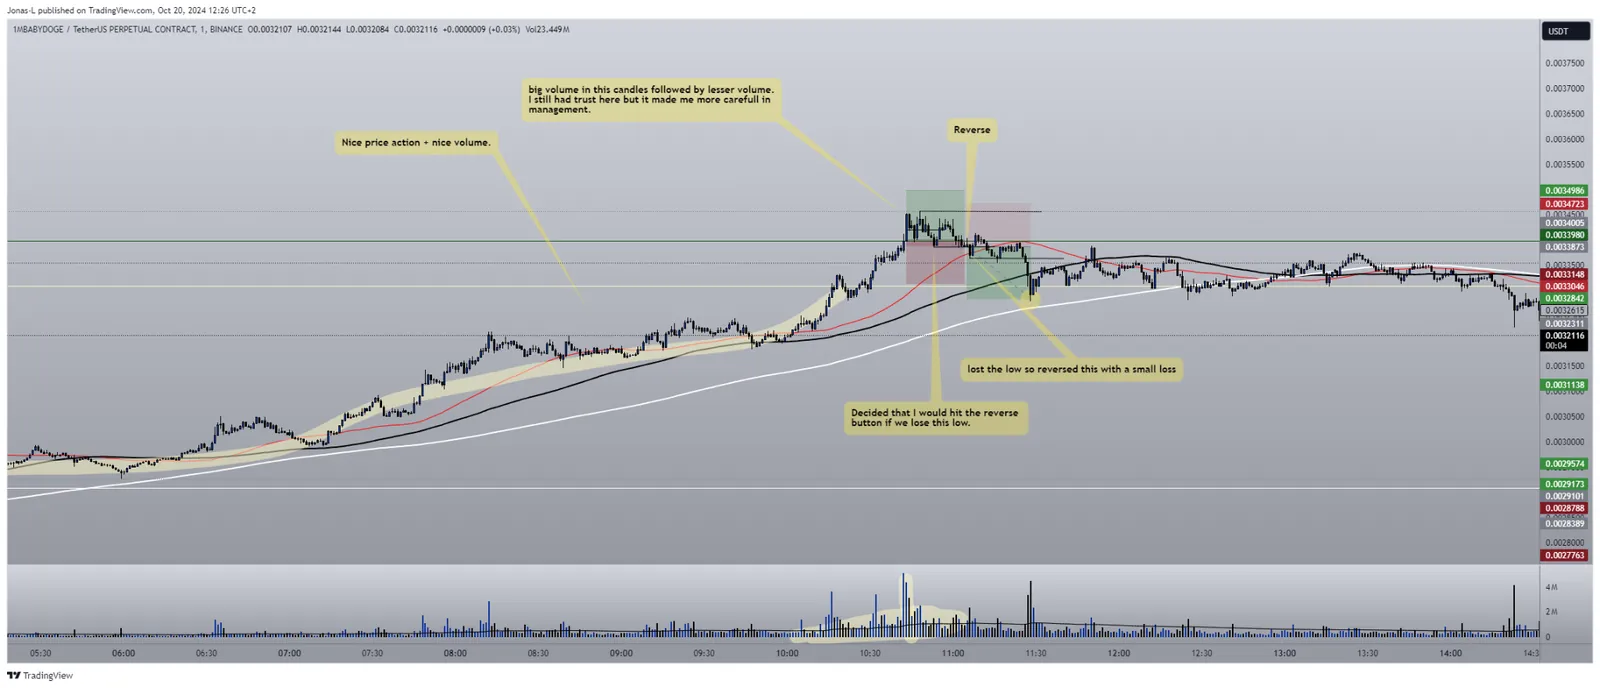 Jonas-L published on TradingView.com, Oct 20, 2024 12:26 UTC+2
1MBABYDOGE / TetherUS PERPETUAL CONTRACT, 1, BINANCE O0.0032107 H0.0032144 L0.0032084 C0.0032116 +0.0000009 (+0.03%) Vol23.449M
USDT
big volume in this candles followed by lesser volume.
I still had trust here but it made me more carefull in
management.
Nice price action + nice volume.
Reverse
lost the low so reversed this with a small loss
Decided that I would hit the reverse
button if we lose this low.
0.0037500
0.0037000
0.0036500
0.0036000
0.0035500
0.0034986
0.0034723
0.0034500
0.0034005
0.0033980
0.0033873
0.0033500
0.0033148
0.0033046
0.0032842
0.0032615
0.0032311
0.0032116
00:04
0.0031500
0.0031138
0.0031000
0.0030500
0.0030000
0.0029574
0.0029173
0.0029101
0.0028788
0.0028389
0.0028000
0.0027763
4M
2M
0
05:30 06:00 06:30 07:00 07:30 08:00 08:30 09:00 09:30 10:00 10:30 11:00 11:30 12:00 12:30 13:00 13:30 14:00 14:3
TradingView